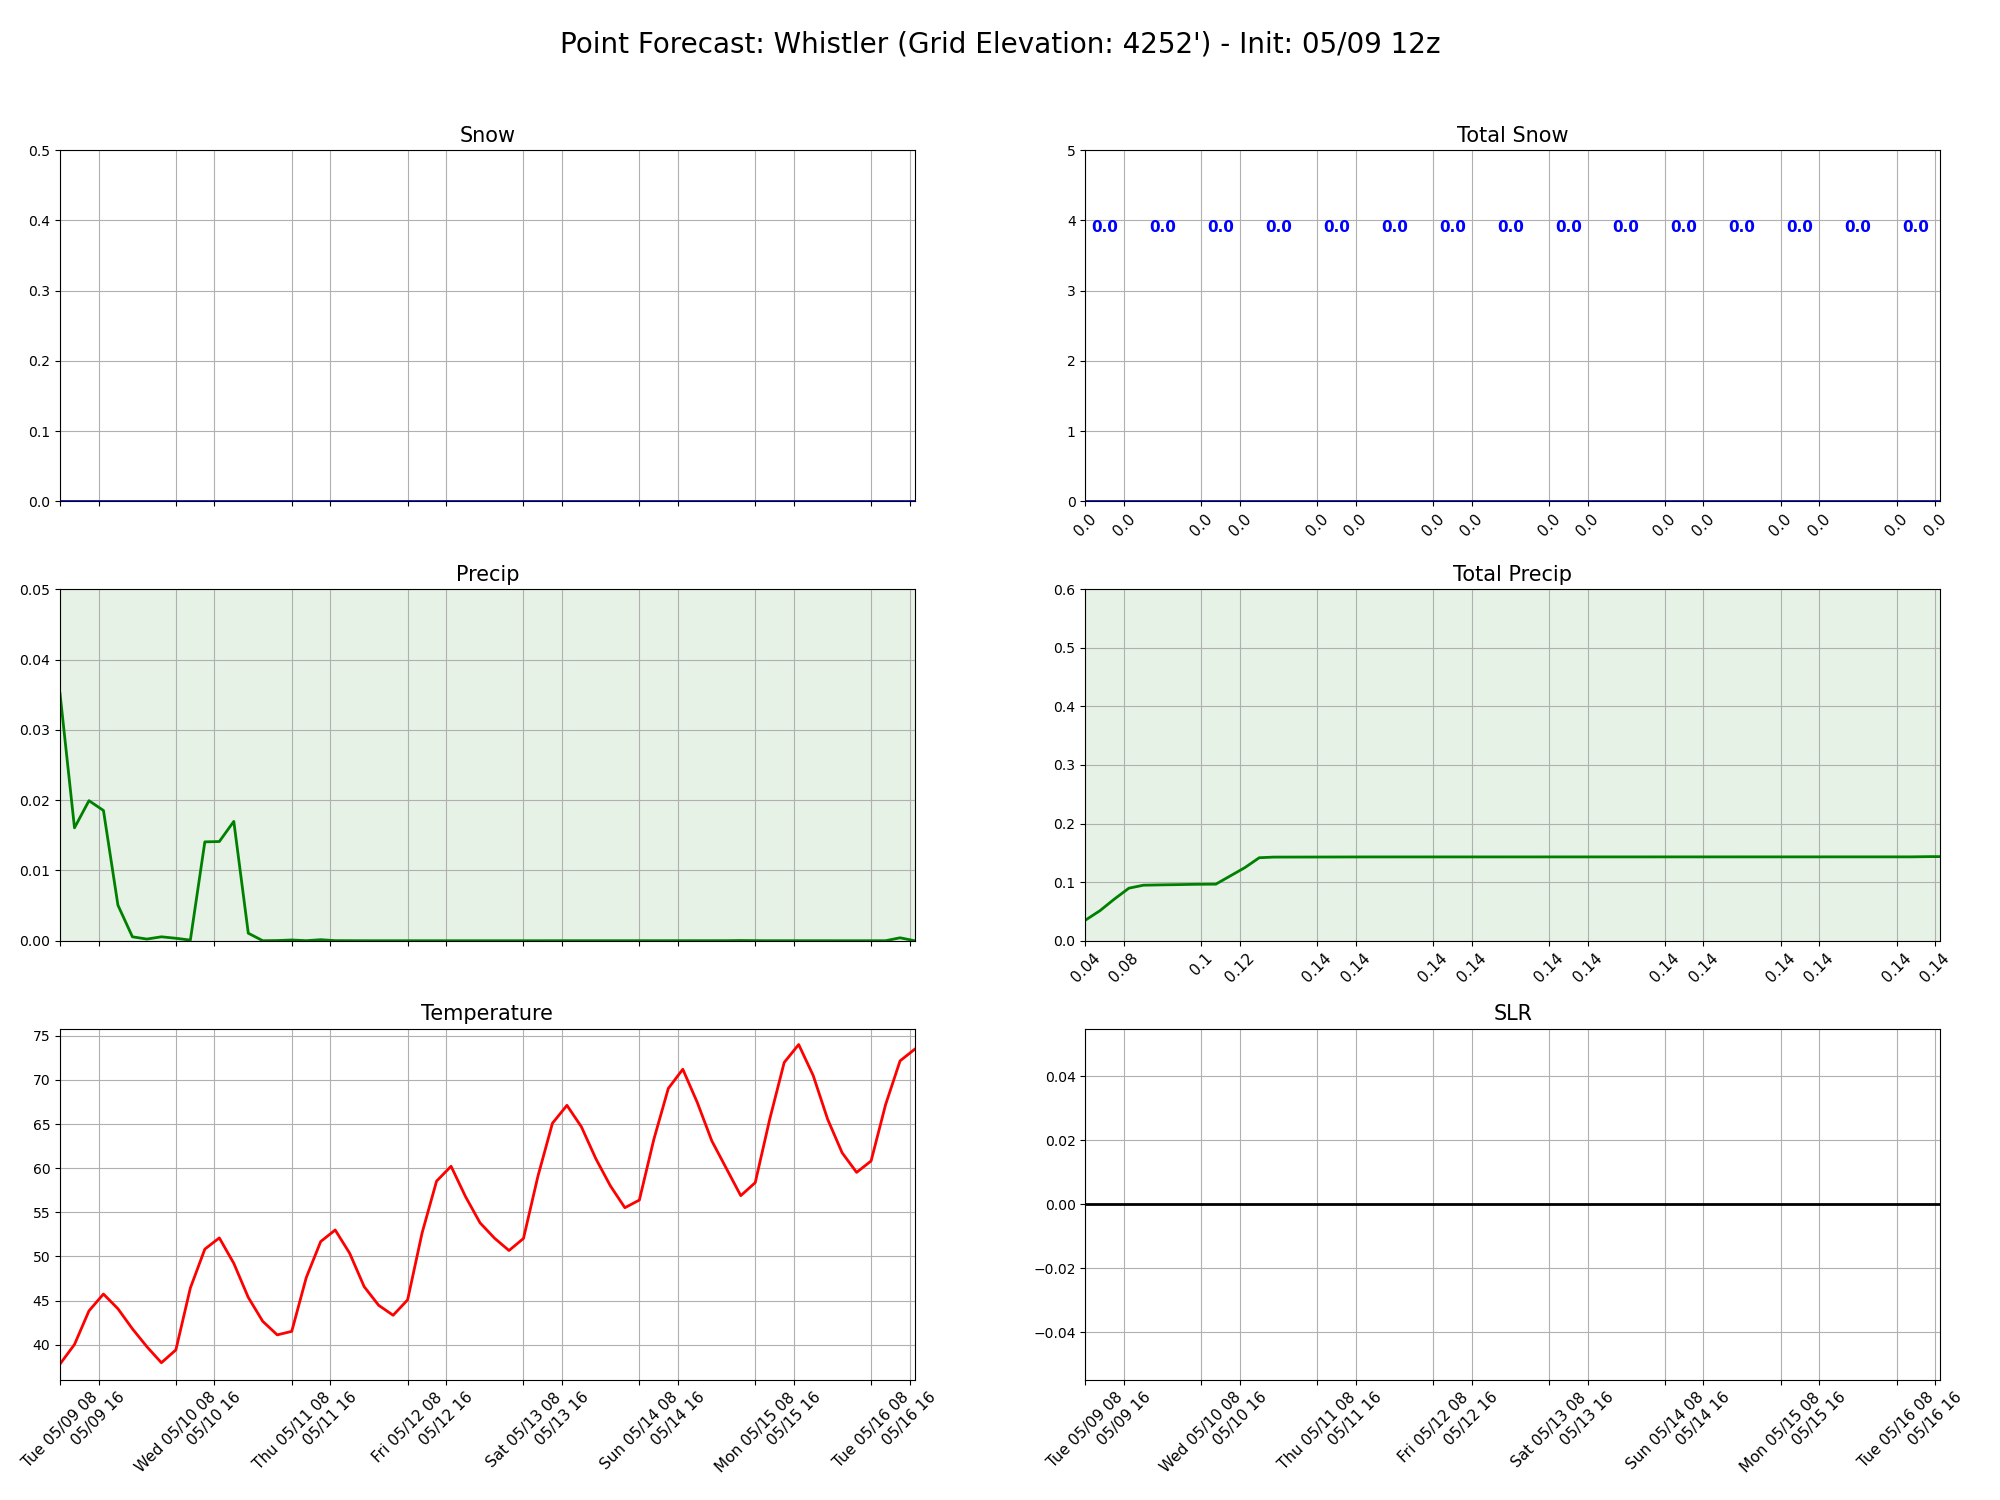 Point Forecast: Whistler (Grid Elevation: 4252') - Init: 05/09 12z
Snow
0.5
0.4
0.3
0.2
0.1
0.0
Total Snow
5
4
3
2
1
0
0.0 0.0 0.0 0.0 0.0 0.0 0.0 0.0 0.0 0.0 0.0 0.0 0.0 0.0 0.0
0.0 0.0 0.0 0.0 0.0 0.0 0.0 0.0 0.0 0.0 0.0 0.0 0.0 0.0 0.0 0.0
Precip
0.05
0.04
0.03
0.02
0.01
0.00
Total Precip
0.6
0.5
0.4
0.3
0.2
0.1
0.0
0.04 0.08 0.1 0.12 0.14 0.14 0.14 0.14 0.14 0.14 0.14 0.14 0.14 0.14 0.14 0.14
Temperature
75
70
65
60
55
50
45
40
Tue 05/09 08
05/09 16
Wed 05/10 08
05/10 16
Thu 05/11 08
05/11 16
Fri 05/12 08
05/12 16
Sat 05/13 08
05/13 16
Sun 05/14 08
05/14 16
Mon 05/15 08
05/15 16
Tue 05/16 08
05/16 16
SLR
0.04
0.02
0.00
−0.02
−0.04
Tue 05/09 08
05/09 16
Wed 05/10 08
05/10 16
Thu 05/11 08
05/11 16
Fri 05/12 08
05/12 16
Sat 05/13 08
05/13 16
Sun 05/14 08
05/14 16
Mon 05/15 08
05/15 16
Tue 05/16 08
05/16 16